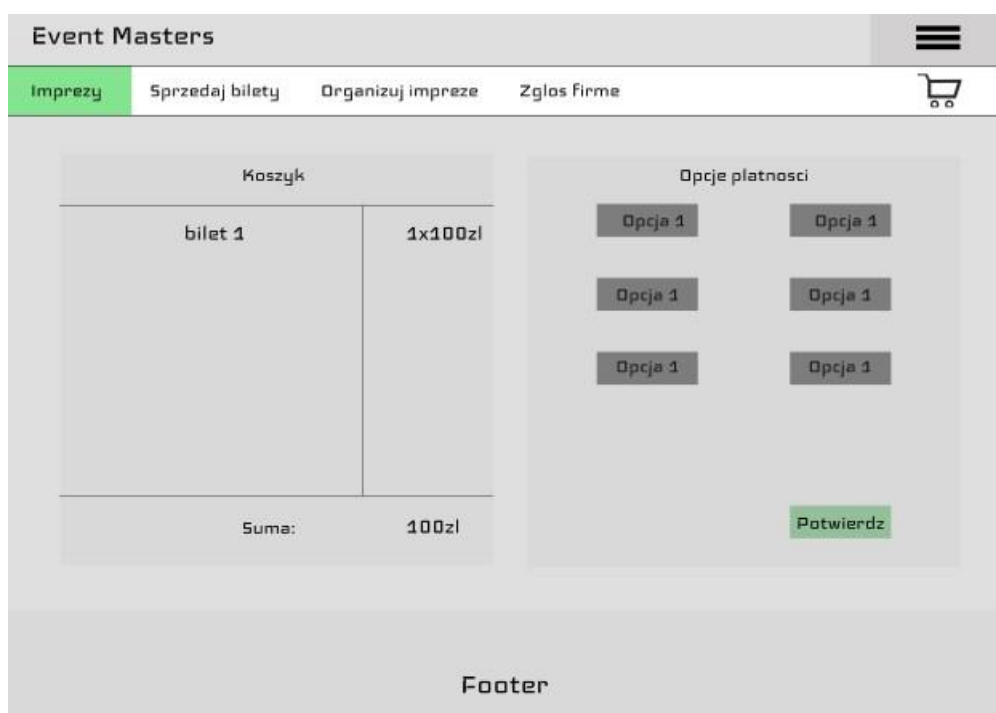 Event Masters
Imprezy Sprzedaj bilety Organizuj impreze Zglos firme
Koszyk
bilet 1 1x100zl
Suma: 100zl
Opcje platnosci
Opcja 1 Opcja 1
Opcja 1 Opcja 1
Opcja 1 Opcja 1
Potwierdz
Footer